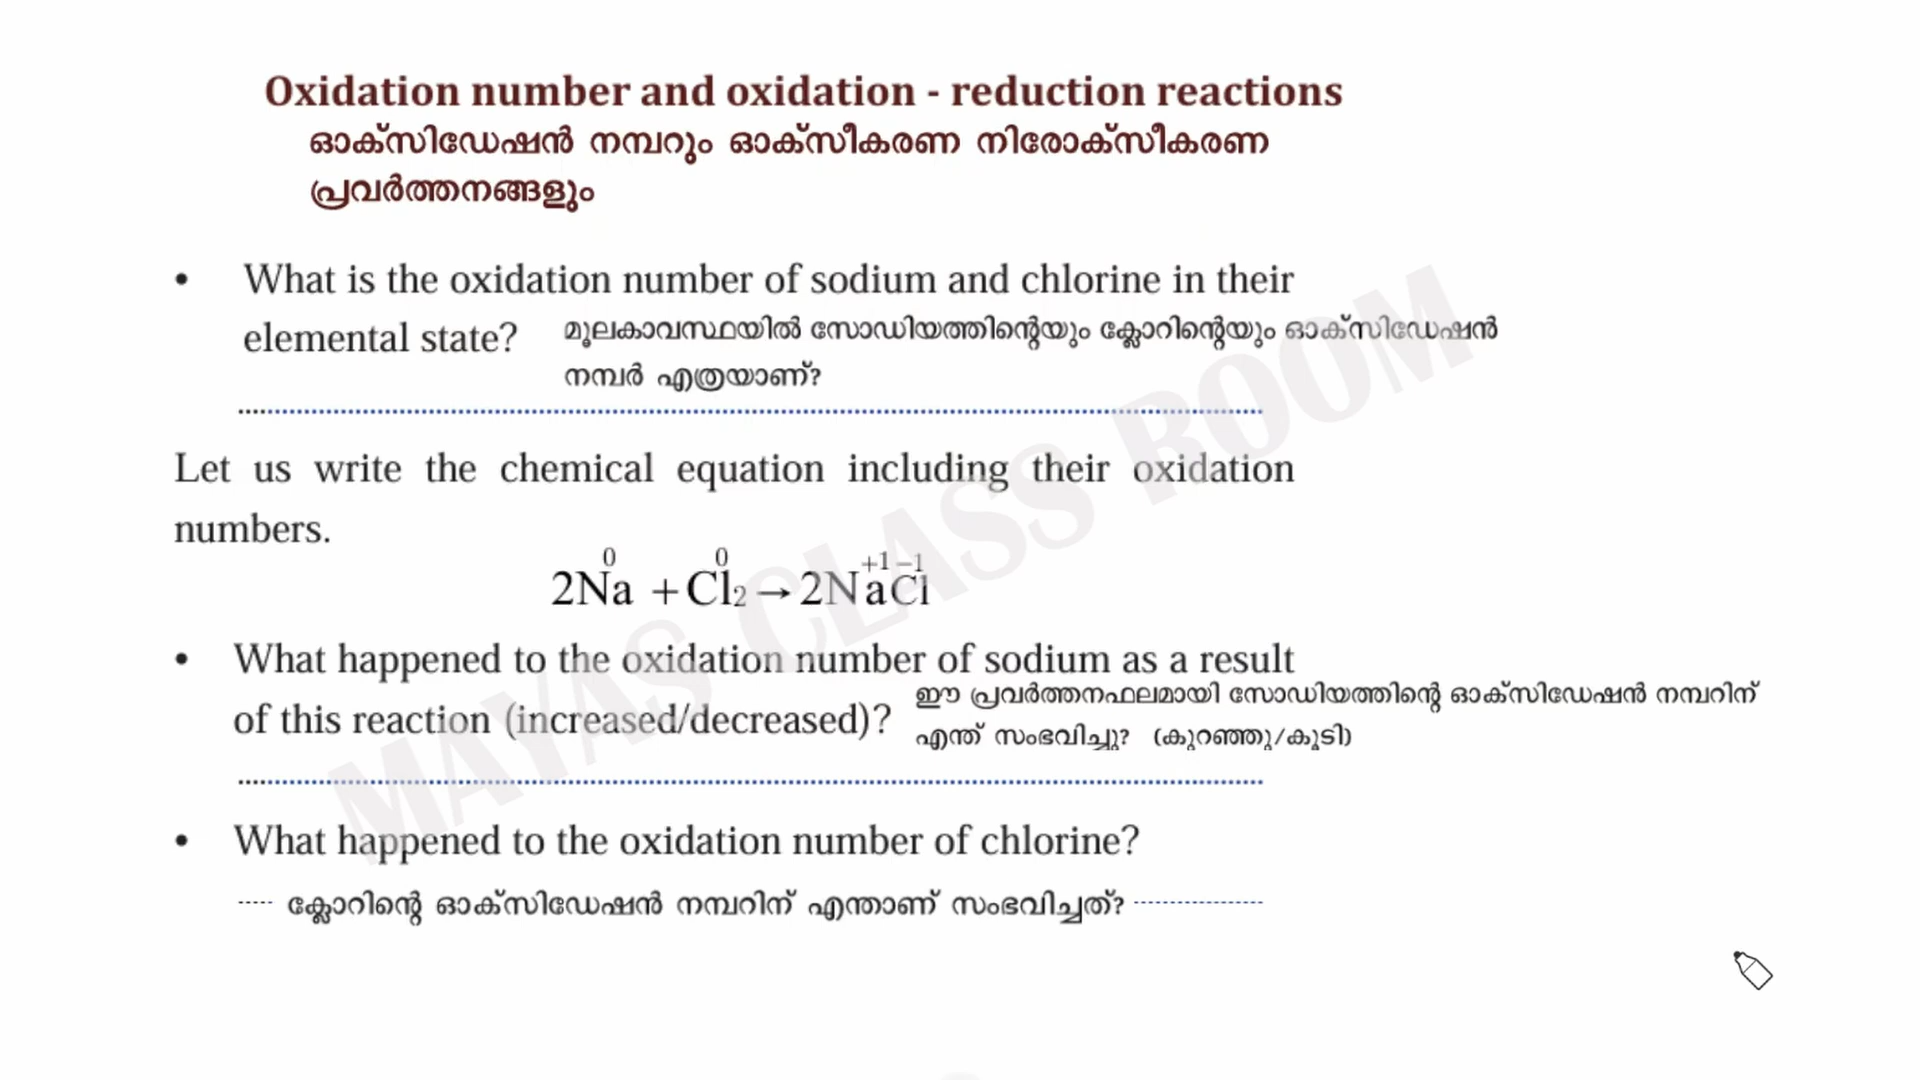 Oxidation number and oxidation - reduction reactions
ഓക്സിഡേഷൻ നമ്പറും ഓക്സീകരണ നിരോക്സീകരണ
പ്രവർത്തനങ്ങളും
• What is the oxidation number of sodium and chlorine in their
elemental state?
മൂലകാവസ്ഥയിൽ സോഡിയത്തിന്റെയും ക്ലോറിന്റെയും ഓക്സിഡേഷൻ
നമ്പർ എത്രയാണ്?
Let us write the chemical equation including their oxidation
numbers.
0 0 +1 −1
2Na + Cl₂ → 2NaCl
• What happened to the oxidation number of sodium as a result
of this reaction (increased/decreased)?
ഈ പ്രവർത്തനഫലമായി സോഡിയത്തിന്റെ ഓക്സിഡേഷൻ നമ്പറിന്
എന്ത് സംഭവിച്ചു? (കുറഞ്ഞു/കൂടി)
• What happened to the oxidation number of chlorine?
ക്ലോറിന്റെ ഓക്സിഡേഷൻ നമ്പറിന് എന്താണ് സംഭവിച്ചത്?
MAYAS CLASS ROOM